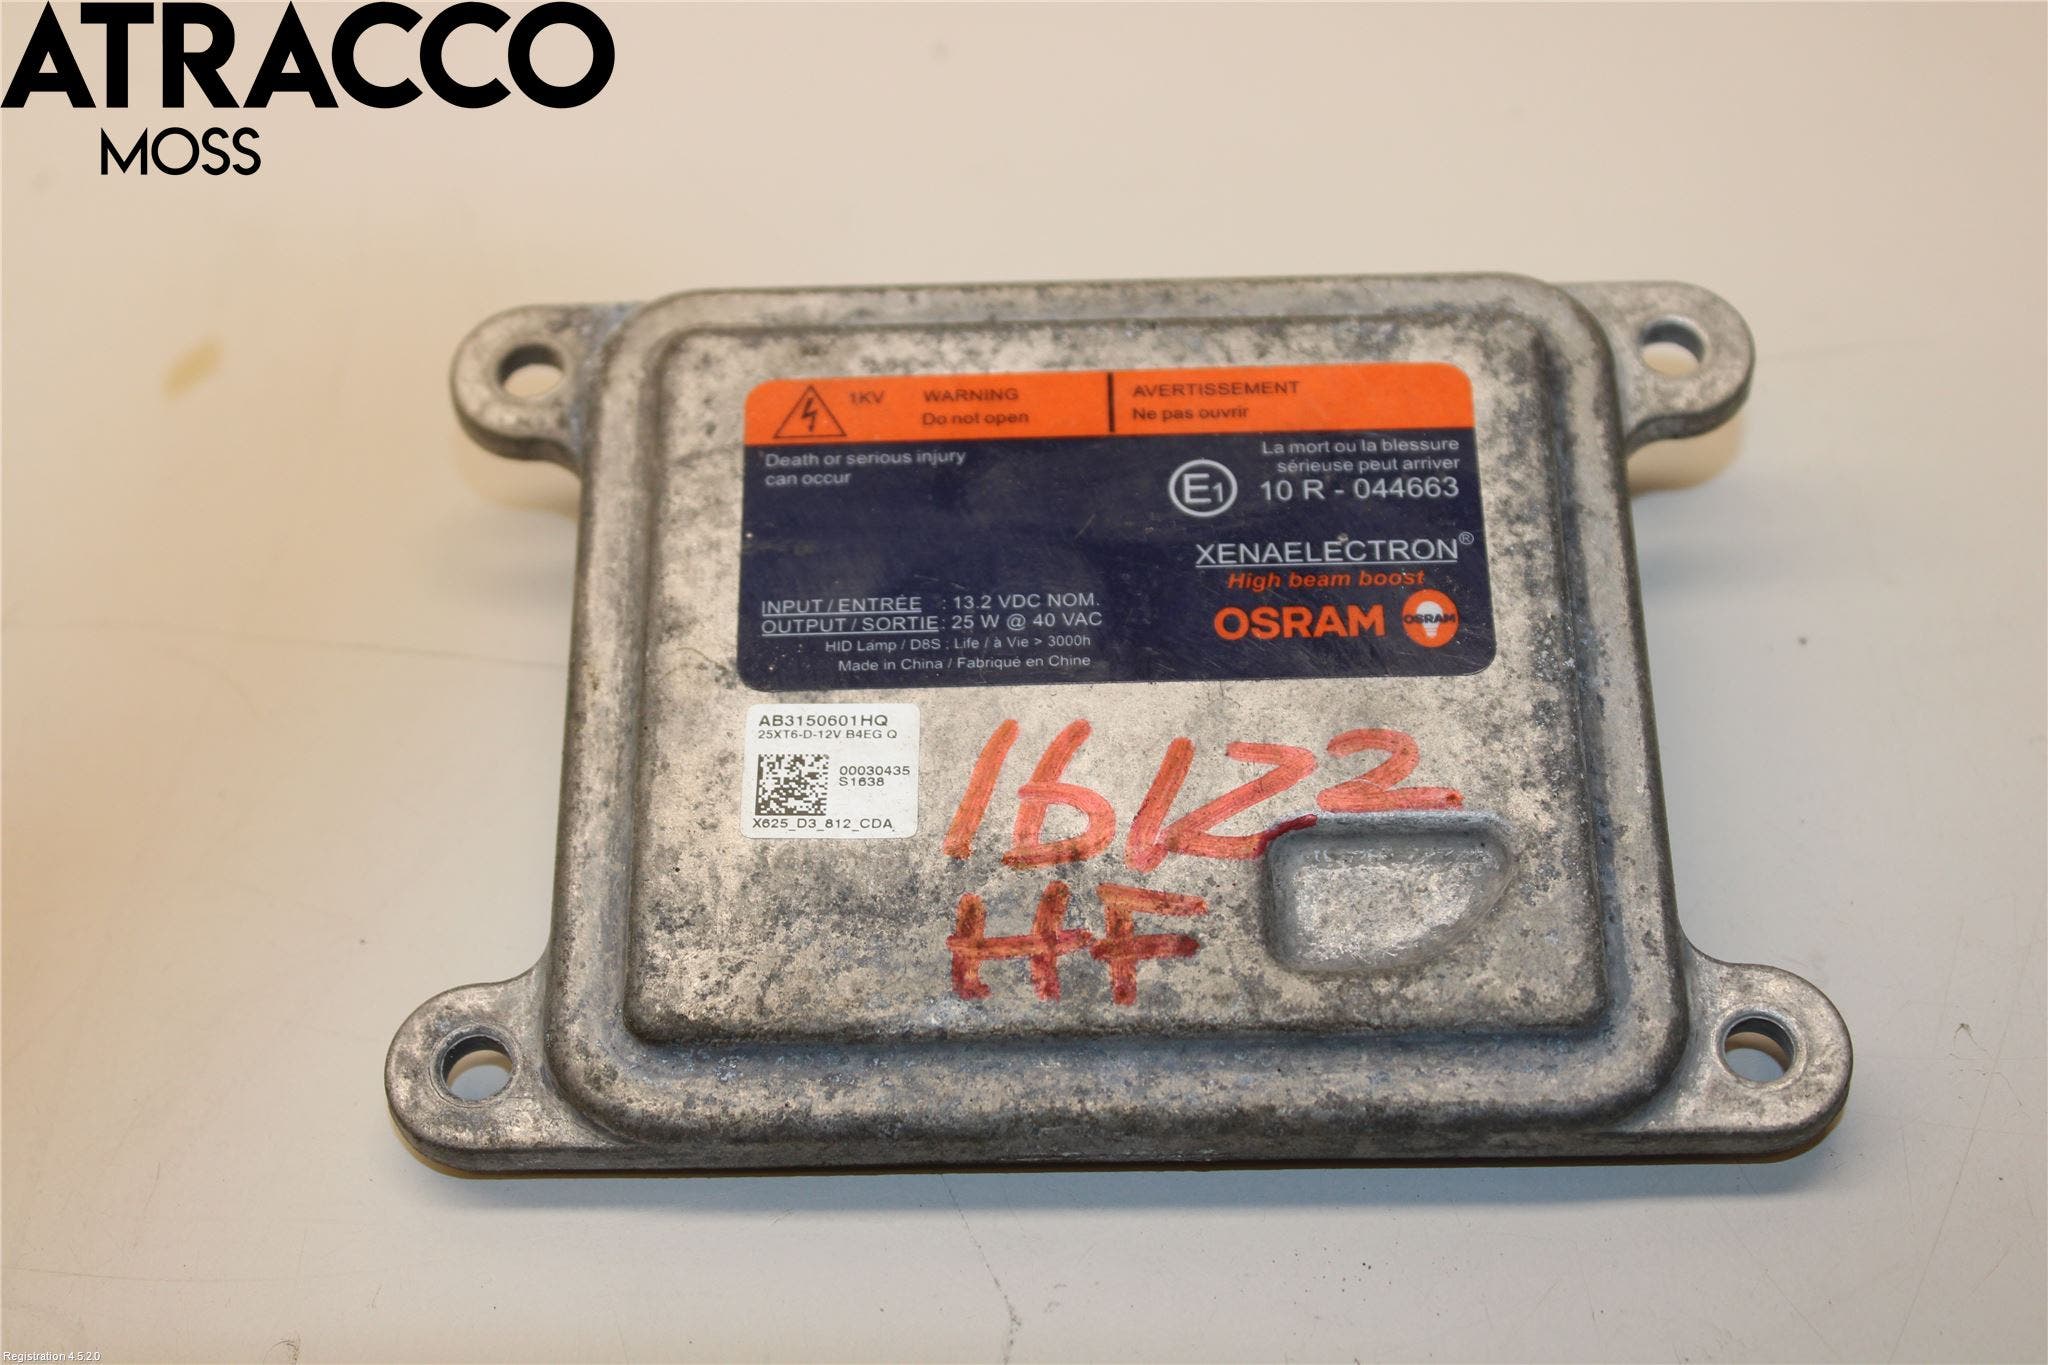 ATRACCO
MOSS
1KV WARNING AVERTISSEMENT
Do not open Ne pas ouvrir
Death or serious injury
can occur
La mort ou la blessure
sérieuse peut arriver
E1 10 R - 044663
XENAELECTRON®
High beam boost
OSRAM OSRAM
INPUT / ENTRÉE : 13.2 VDC NOM.
OUTPUT / SORTIE : 25 W @ 40 VAC
HID Lamp / D8S : Life / à Vie > 3000h
Made in China / Fabriqué en Chine
AB3150601HQ
25XT6-D-12V B4EG Q
00030435
S1638
X625_D3_812_CDA
HF
Registration 4.5.2.0